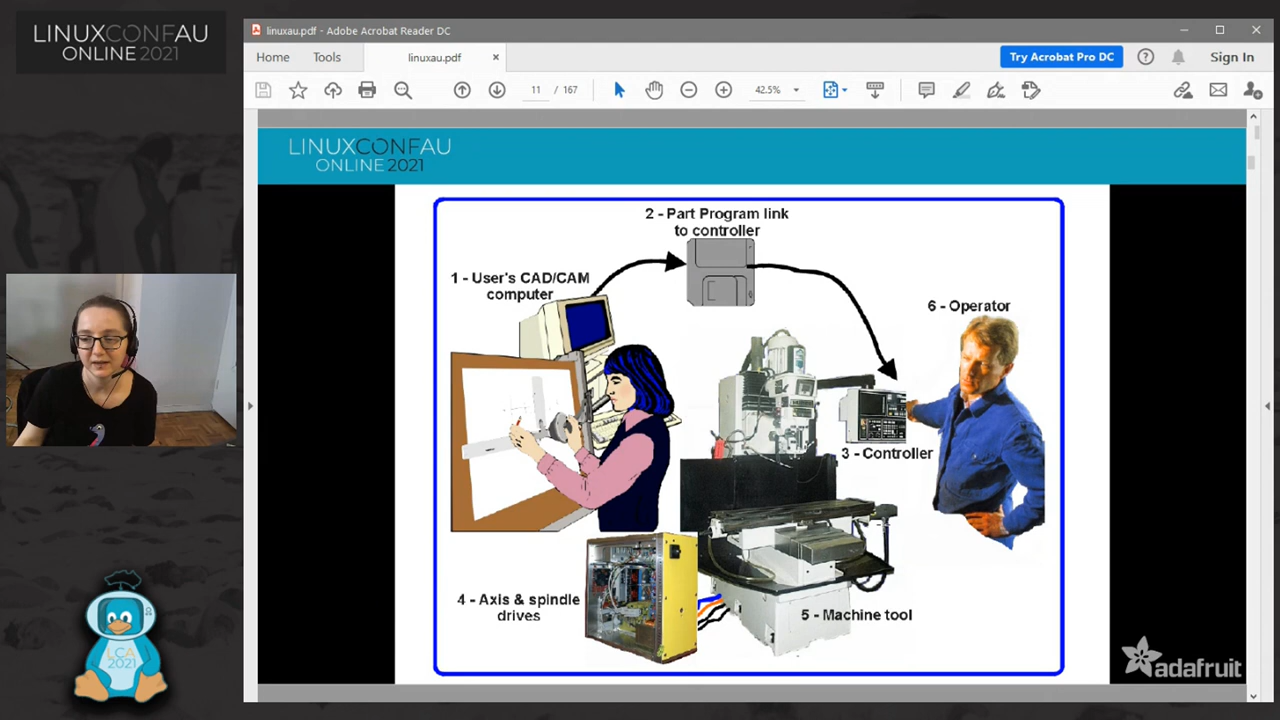 LINUXCONFAU
ONLINE 2021
linuxau.pdf - Adobe Acrobat Reader DC
Home
Tools
linuxau.pdf
×
Try Acrobat Pro DC
Sign In
11 / 167
42.5%
LINUXCONFAU
ONLINE 2021
2 - Part Program link
to controller
1 - User's CAD/CAM
computer
6 - Operator
3 - Controller
4 - Axis & spindle
drives
5 - Machine tool
LCA
2021
adafruit